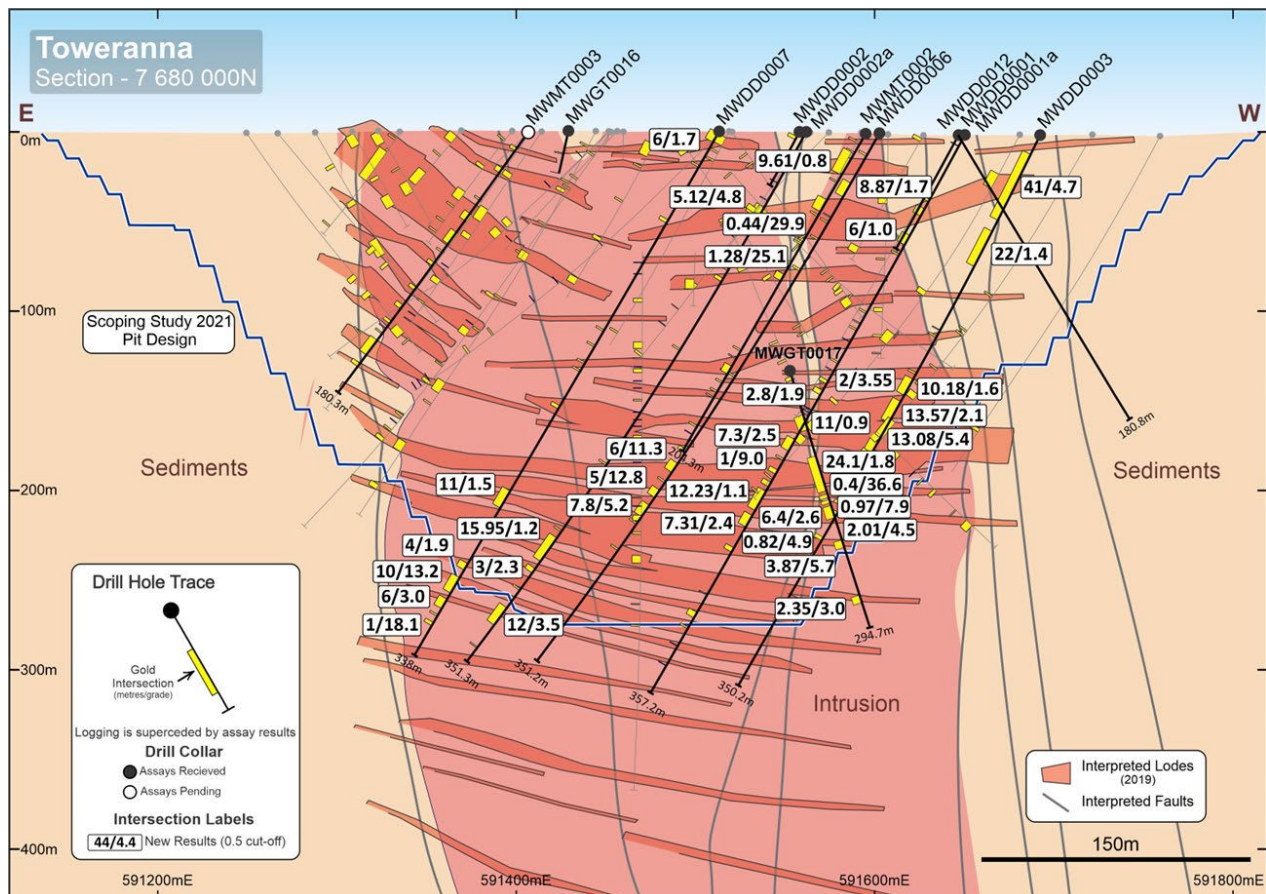 Toweranna
Section - 7 680 000N
MWMT0003
MWGT0016
MWDD0007
MWDD0002
MWDD0002a
MWMT0002
MWDD0006
MWDD0012
MWDD0001
MWDD0001a
MWDD0003
E
W
0m
0m
6/1.7
9.61/0.8
5.12/4.8
8.87/1.7
41/4.7
0.44/29.9
6/1.0
1.28/25.1
22/1.4
100m
100m
Scoping Study 2021
Pit Design
MWGT0017
180.3m
2.8/1.9
2/3.55
10.18/1.6
11/0.9
13.57/2.1
180.8m
Sediments
Sediments
6/11.3
7.3/2.5
13.08/5.4
1/9.0
24.1/1.8
5/12.8
11/1.5
12.23/1.1
0.4/36.6
200m
200m
7.8/5.2
0.97/7.9
15.95/1.2
7.31/2.4
6.4/2.6
2.01/4.5
4/1.9
0.82/4.9
10/13.2
3/2.3
3.87/5.7
6/3.0
2.35/3.0
1/18.1
12/3.5
294.7m
338m
351.3m
351.2m
357.2m
350.2m
300m
300m
Intrusion
Drill Hole Trace
Gold
Intersection
(metres/grade)
Logging is superceded by assay results
Drill Collar
Assays Recieved
Assays Pending
Intersection Labels
44/4.4 New Results (0.5 cut-off)
Interpreted Lodes
(2019)
Interpreted Faults
150m
400m
400m
591200mE
591400mE
591600mE
591800mE